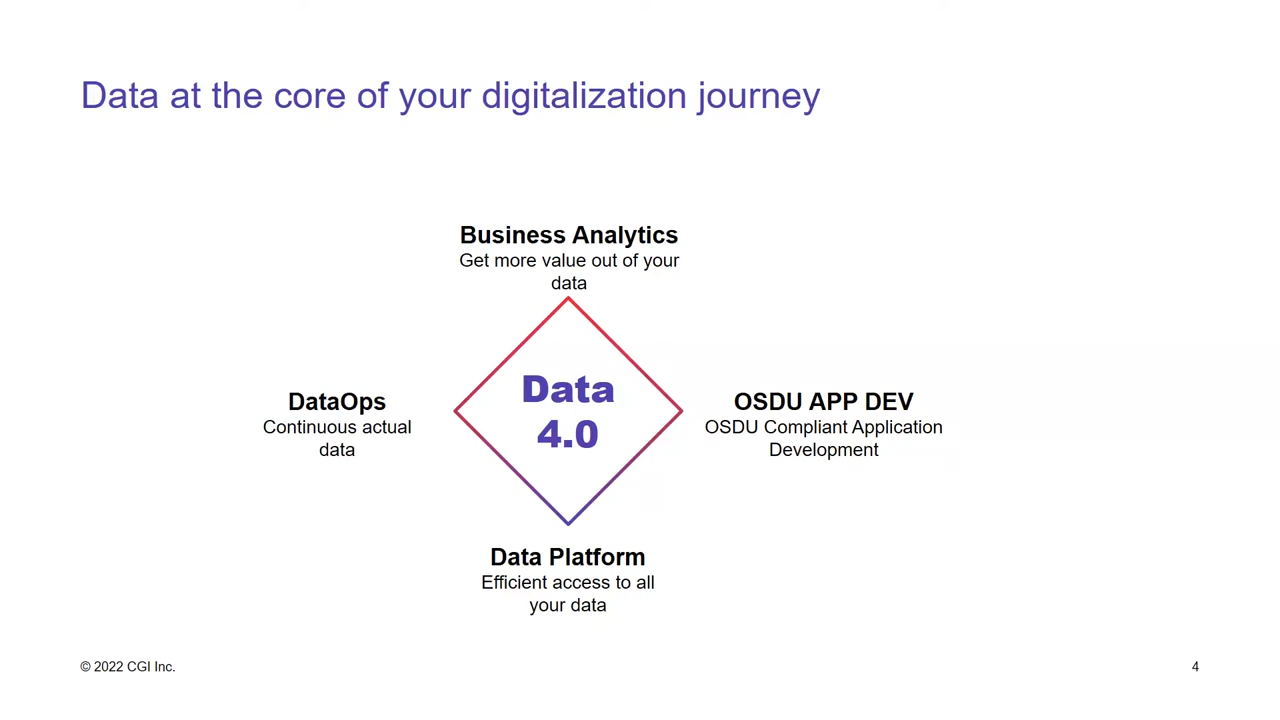 Data at the core of your digitalization journey
Business Analytics
Get more value out of your
data
DataOps
Continuous actual
data
Data
4.0
OSDU APP DEV
OSDU Compliant Application
Development
Data Platform
Efficient access to all
your data
© 2022 CGI Inc.
4